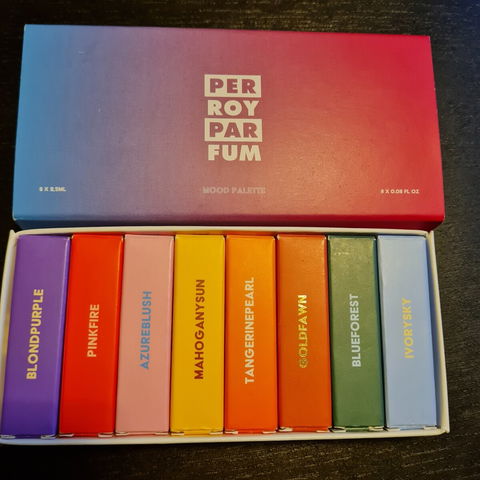 PER
ROY
PAR
FUM
8 X 2,5ML
MOOD PALETTE
8 X 0.08 FL OZ
BLONDPURPLE
PINKFIRE
AZUREBLUSH
MAHOGANYSUN
TANGERINEPEARL
GOLDFAWN
BLUEFOREST
IVORYSKY